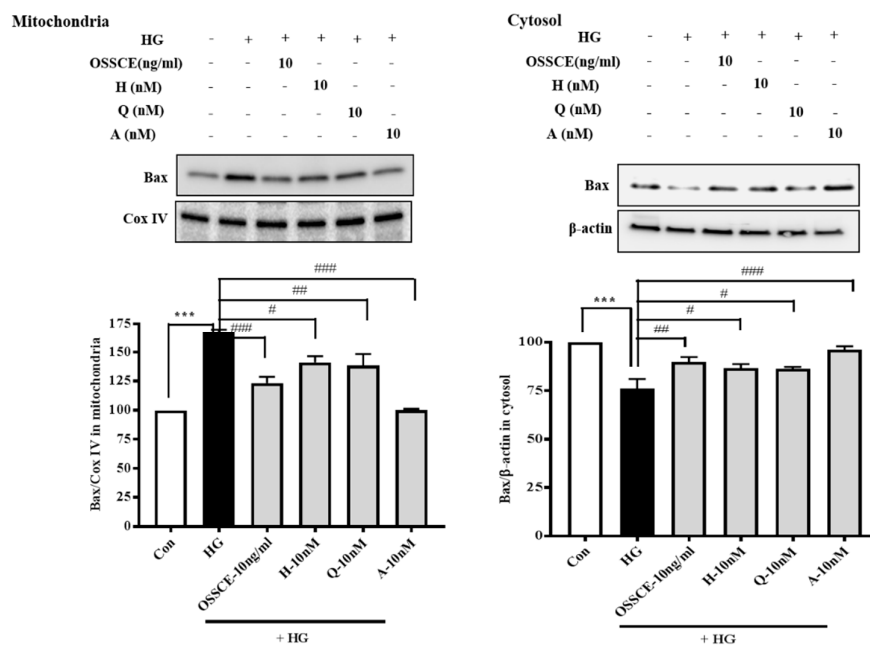 Mitochondria
HG - + + + + +
OSSCE(ng/ml) - - 10 - - -
H (nM) - - - 10 - -
Q (nM) - - - - 10 -
A (nM) - - - - - 10
Bax
Cox IV
###
##
#
*** ###
Bax/Cox IV in mitochondria
175
150
125
100
75
50
25
0
Con HG OSSCE-10ng/ml H-10nM Q-10nM A-10nM
+ HG
Cytosol
HG - + + + + +
OSSCE(ng/ml) - - 10 - - -
H (nM) - - - 10 - -
Q (nM) - - - - 10 -
A (nM) - - - - - 10
Bax
β-actin
###
#
#
*** ##
Bax/β-actin in cytosol
100
75
50
25
0
Con HG OSSCE-10ng/ml H-10nM Q-10nM A-10nM
+ HG